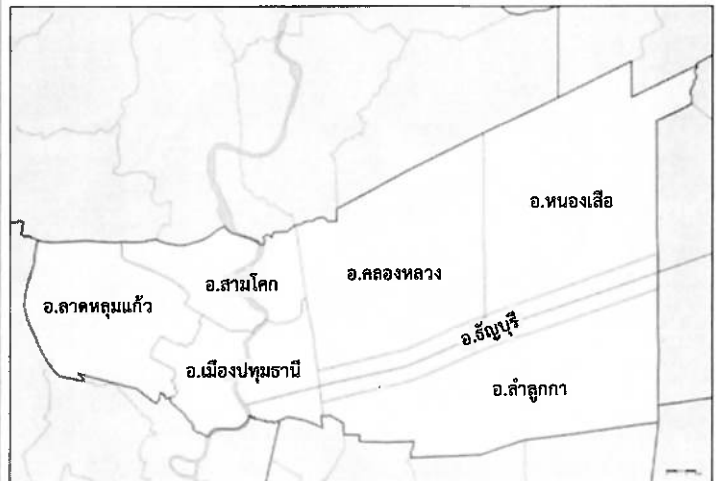 อ.หนองเสือ
อ.คลองหลวง
อ.สามโคก
อ.ลาดหลุมแก้ว
อ.ธัญบุรี
อ.เมืองปทุมธานี
อ.ลำลูกกา